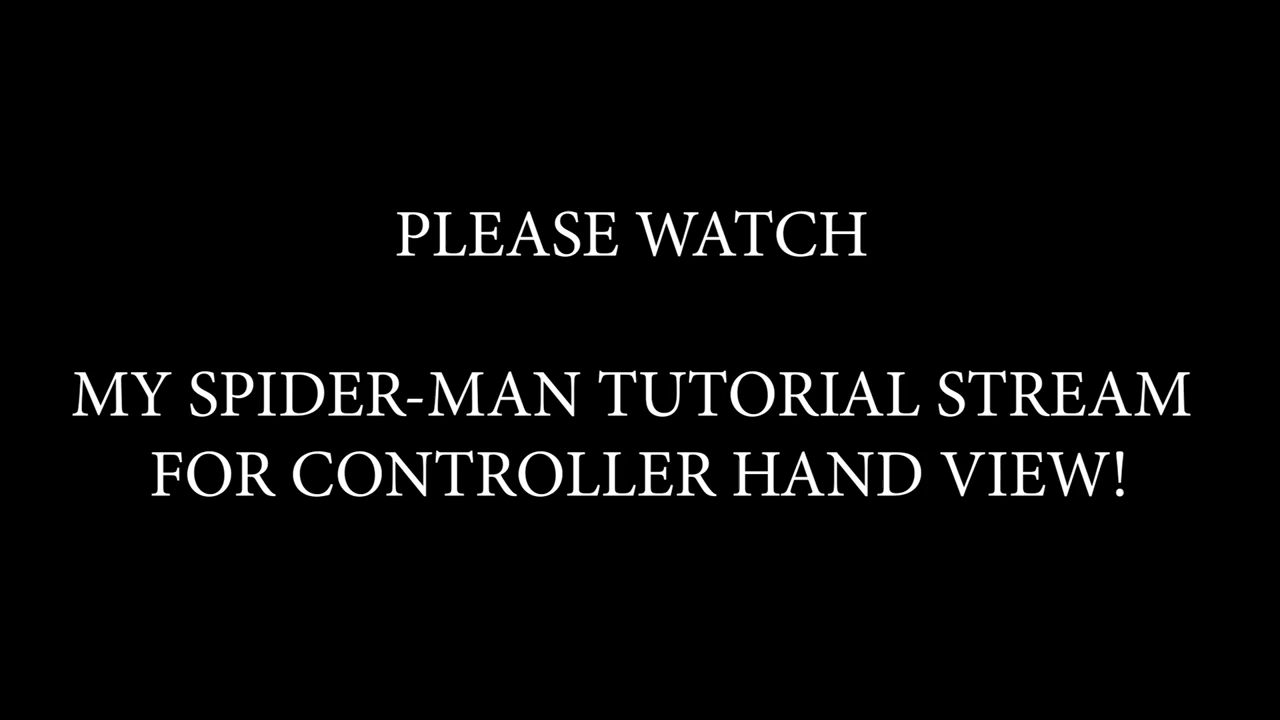 PLEASE WATCH
MY SPIDER-MAN TUTORIAL STREAM
FOR CONTROLLER HAND VIEW!